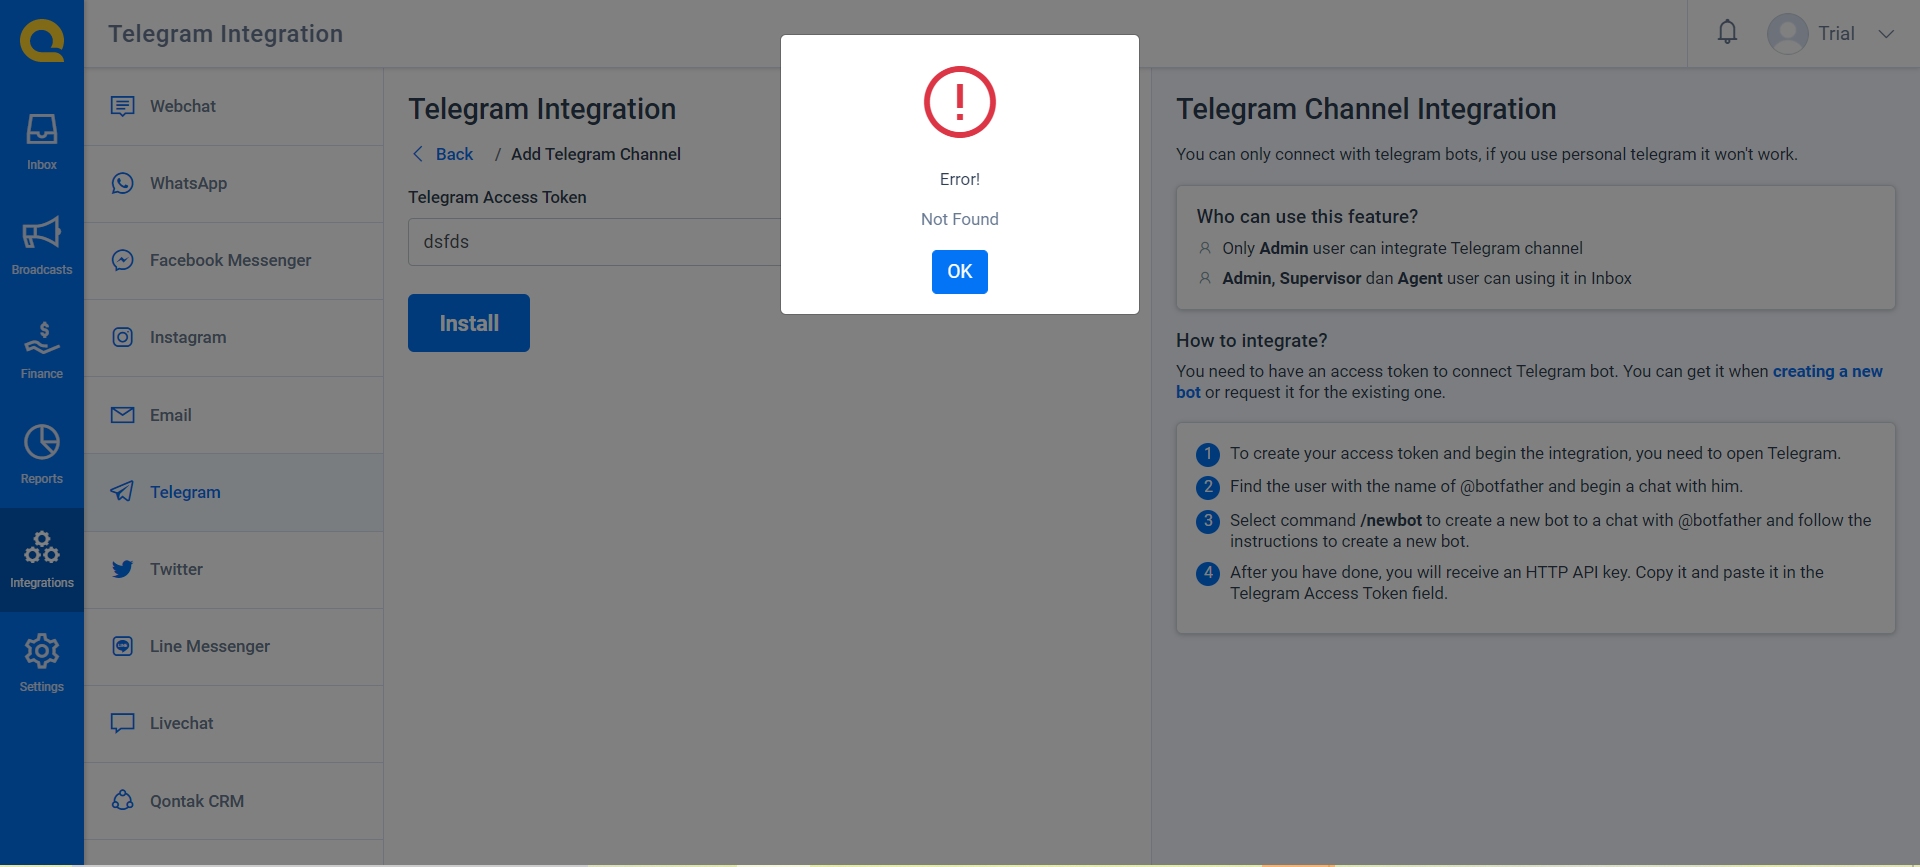 Telegram Integration
Trial
Inbox
Broadcasts
Finance
Reports
Integrations
Settings
Webchat
WhatsApp
Facebook Messenger
Instagram
Email
Telegram
Twitter
Line Messenger
Livechat
Qontak CRM
Telegram Integration
Back / Add Telegram Channel
Telegram Access Token
dsfds
Install
!
Error!
Not Found
OK
Telegram Channel Integration
You can only connect with telegram bots, if you use personal telegram it won't work.
Who can use this feature?
Only Admin user can integrate Telegram channel
Admin, Supervisor dan Agent user can using it in Inbox
How to integrate?
You need to have an access token to connect Telegram bot. You can get it when creating a new
bot or request it for the existing one.
1 To create your access token and begin the integration, you need to open Telegram.
2 Find the user with the name of @botfather and begin a chat with him.
3 Select command /newbot to create a new bot to a chat with @botfather and follow the
instructions to create a new bot.
4 After you have done, you will receive an HTTP API key. Copy it and paste it in the
Telegram Access Token field.